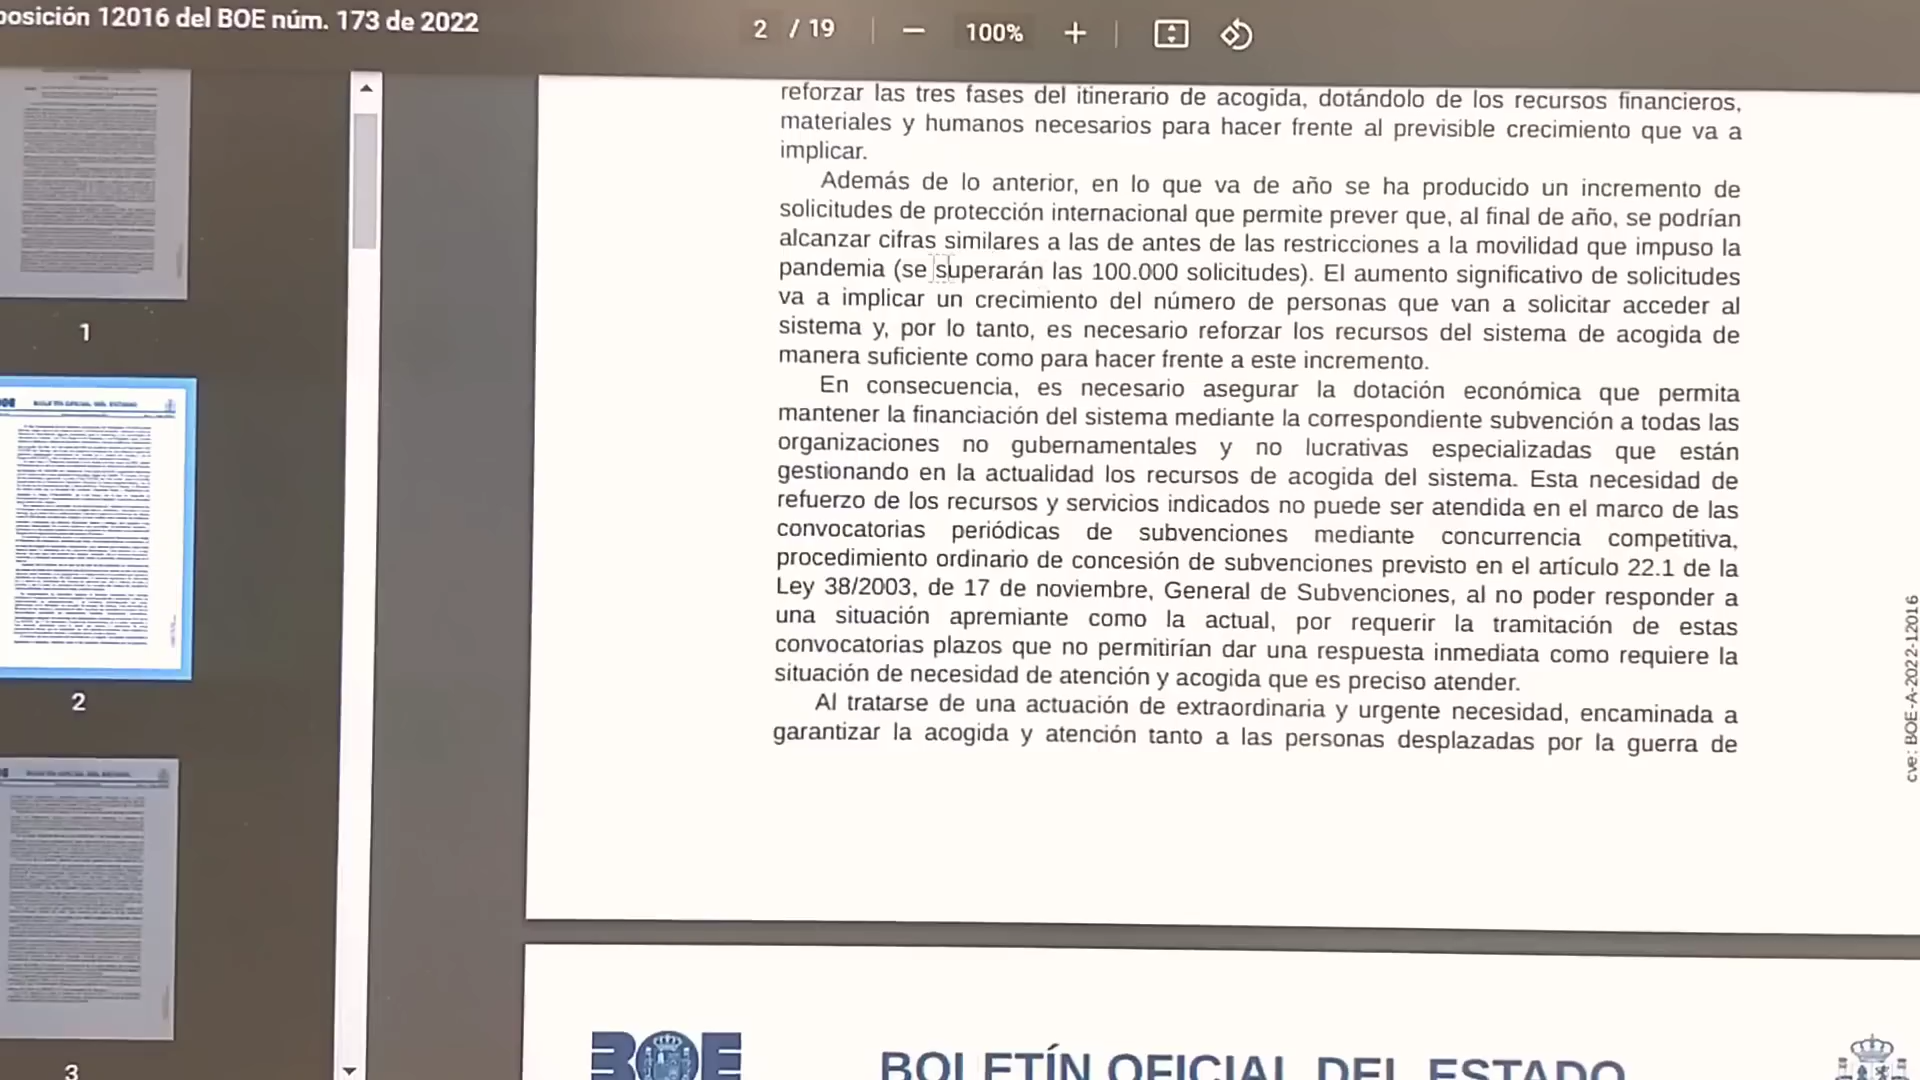 posición 12016 del BOE núm. 173 de 2022
2 / 19
100%
reforzar las tres fases del itinerario de acogida, dotándolo de los recursos financieros,
materiales y humanos necesarios para hacer frente al previsible crecimiento que va a
implicar.
Además de lo anterior, en lo que va de año se ha producido un incremento de
solicitudes de protección internacional que permite prever que, al final de año, se podrían
alcanzar cifras similares a las de antes de las restricciones a la movilidad que impuso la
pandemia (se superarán las 100.000 solicitudes). El aumento significativo de solicitudes
va a implicar un crecimiento del número de personas que van a solicitar acceder al
sistema y, por lo tanto, es necesario reforzar los recursos del sistema de acogida de
manera suficiente como para hacer frente a este incremento.
En consecuencia, es necesario asegurar la dotación económica que permita
mantener la financiación del sistema mediante la correspondiente subvención a todas las
organizaciones no gubernamentales y no lucrativas especializadas que están
gestionando en la actualidad los recursos de acogida del sistema. Esta necesidad de
refuerzo de los recursos y servicios indicados no puede ser atendida en el marco de las
convocatorias periódicas de subvenciones mediante concurrencia competitiva,
procedimiento ordinario de concesión de subvenciones previsto en el artículo 22.1 de la
Ley 38/2003, de 17 de noviembre, General de Subvenciones, al no poder responder a
una situación apremiante como la actual, por requerir la tramitación de estas
convocatorias plazos que no permitirían dar una respuesta inmediata como requiere la
situación de necesidad de atención y acogida que es preciso atender.
Al tratarse de una actuación de extraordinaria y urgente necesidad, encaminada a
garantizar la acogida y atención tanto a las personas desplazadas por la guerra de
cve: BOE-A-2022-12016
1
2
3
BOE
BOLETÍN OFICIAL DEL ESTADO